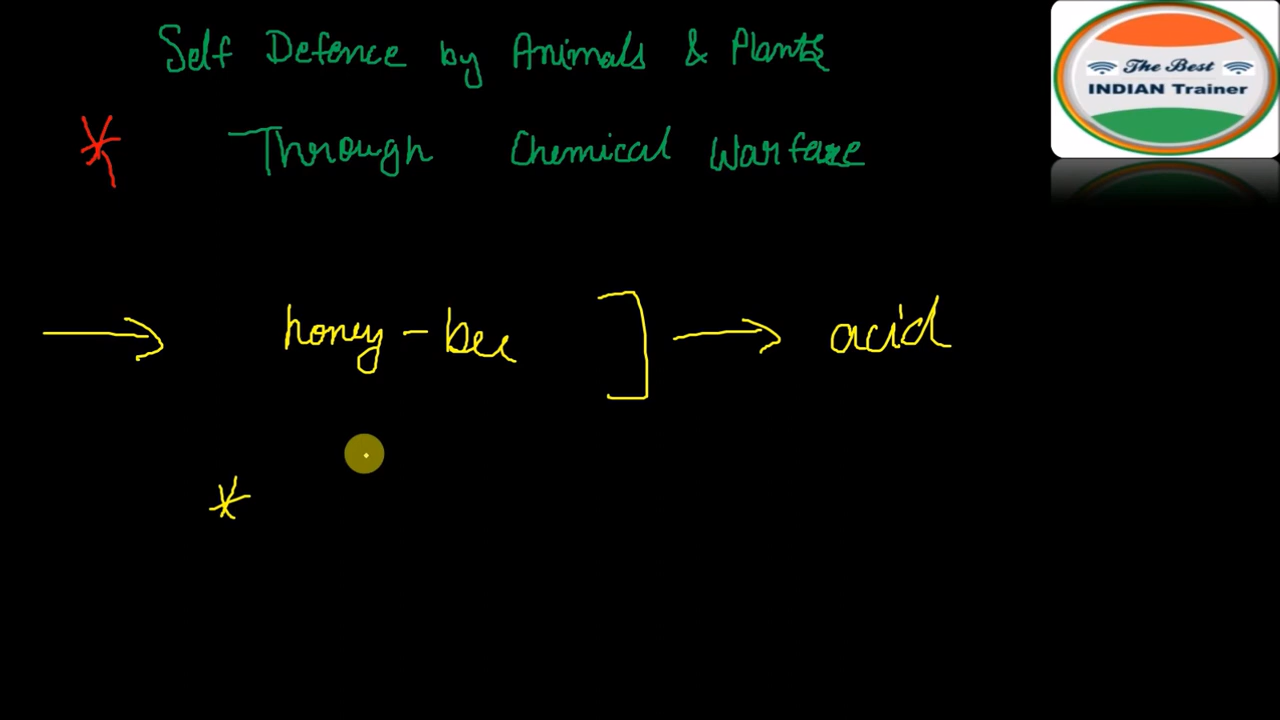 Self Defence by Animals & Plants
The Best
INDIAN Trainer
* Through Chemical Warfare
→ honey-bee ] → acid
*